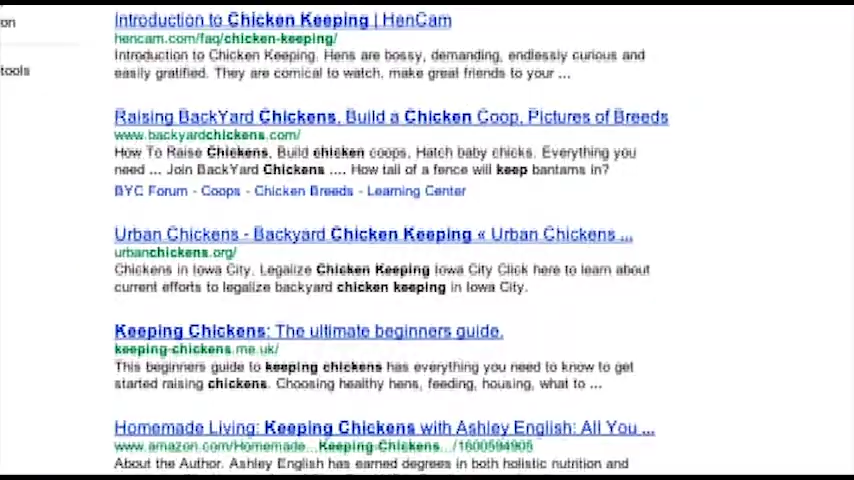 on
tools
Introduction to Chicken Keeping | HenCam
hencam.com/faq/chicken-keeping/
Introduction to Chicken Keeping. Hens are bossy, demanding, endlessly curious and
easily gratified. They are comical to watch, make great friends to your ...
Raising BackYard Chickens, Build a Chicken Coop, Pictures of Breeds
www.backyardchickens.com/
How To Raise Chickens, Build chicken coops, Hatch baby chicks. Everything you
need ... Join BackYard Chickens .... How tall of a fence will keep bantams in?
BYC Forum - Coops - Chicken Breeds - Learning Center
Urban Chickens - Backyard Chicken Keeping « Urban Chickens ...
urbanchickens.org/
Chickens in Iowa City, Legalize Chicken Keeping Iowa City Click here to learn about
current efforts to legalize backyard chicken keeping in Iowa City.
Keeping Chickens: The ultimate beginners guide.
keeping-chickens.me.uk/
This beginners guide to keeping chickens has everything you need to know to get
started raising chickens. Choosing healthy hens, feeding, housing, what to ...
Homemade Living: Keeping Chickens with Ashley English: All You ...
www.amazon.com/Homemade...Keeping-Chickens.../1600594905
About the Author. Ashley English has earned degrees in both holistic nutrition and